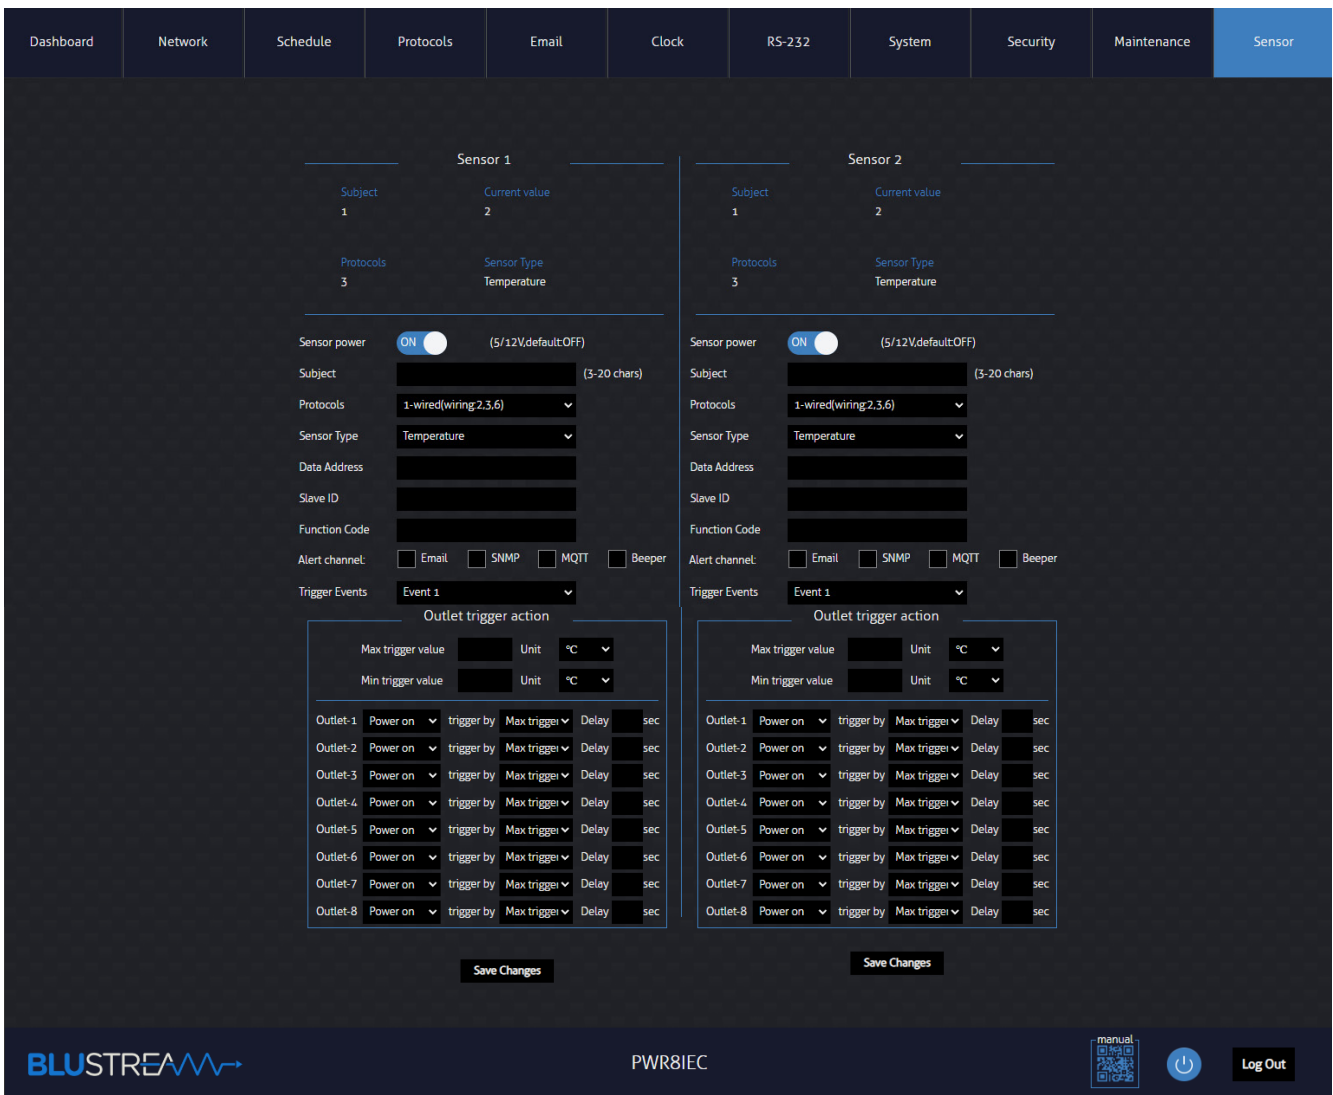 Dashboard Network Schedule Protocols Email Clock RS-232 System Security Maintenance Sensor
Sensor 1
Subject Current value
1 2
Protocols Sensor Type
3 Temperature
Sensor power ON (5/12V,default:OFF)
Subject (3-20 chars)
Protocols 1-wired(wiring:2,3,6)
Sensor Type Temperature
Data Address
Slave ID
Function Code
Alert channel: Email SNMP MQTT Beeper
Trigger Events Event 1
Outlet trigger action
Max trigger value Unit °C
Min trigger value Unit °C
Outlet-1 Power on trigger by Max trigger Delay sec
Outlet-2 Power on trigger by Max trigger Delay sec
Outlet-3 Power on trigger by Max trigger Delay sec
Outlet-4 Power on trigger by Max trigger Delay sec
Outlet-5 Power on trigger by Max trigger Delay sec
Outlet-6 Power on trigger by Max trigger Delay sec
Outlet-7 Power on trigger by Max trigger Delay sec
Outlet-8 Power on trigger by Max trigger Delay sec
Save Changes
Sensor 2
Subject Current value
1 2
Protocols Sensor Type
3 Temperature
Sensor power ON (5/12V,default:OFF)
Subject (3-20 chars)
Protocols 1-wired(wiring:2,3,6)
Sensor Type Temperature
Data Address
Slave ID
Function Code
Alert channel: Email SNMP MQTT Beeper
Trigger Events Event 1
Outlet trigger action
Max trigger value Unit °C
Min trigger value Unit °C
Outlet-1 Power on trigger by Max trigger Delay sec
Outlet-2 Power on trigger by Max trigger Delay sec
Outlet-3 Power on trigger by Max trigger Delay sec
Outlet-4 Power on trigger by Max trigger Delay sec
Outlet-5 Power on trigger by Max trigger Delay sec
Outlet-6 Power on trigger by Max trigger Delay sec
Outlet-7 Power on trigger by Max trigger Delay sec
Outlet-8 Power on trigger by Max trigger Delay sec
Save Changes
BLUSTREAM PWR8IEC manual Log Out